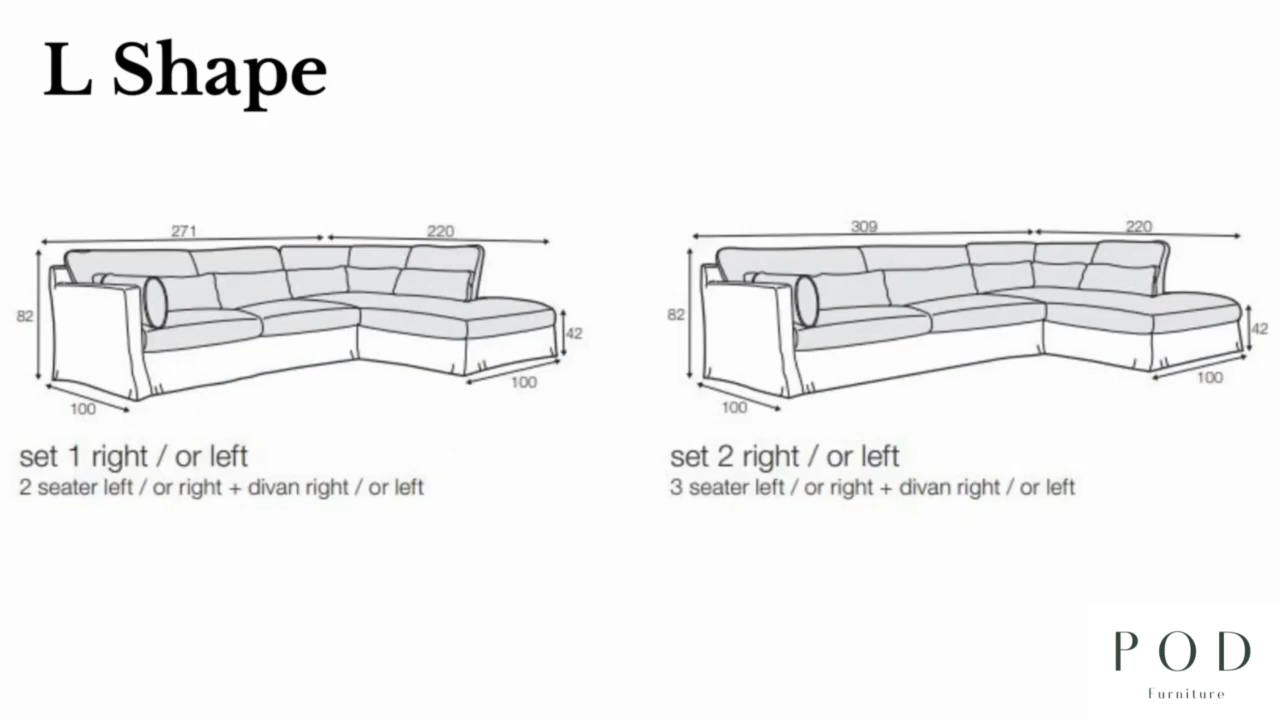 L Shape
271
220
82
42
100
100
set 1 right / or left
2 seater left / or right + divan right / or left
309
220
82
42
100
100
set 2 right / or left
3 seater left / or right + divan right / or left
POD
Furniture